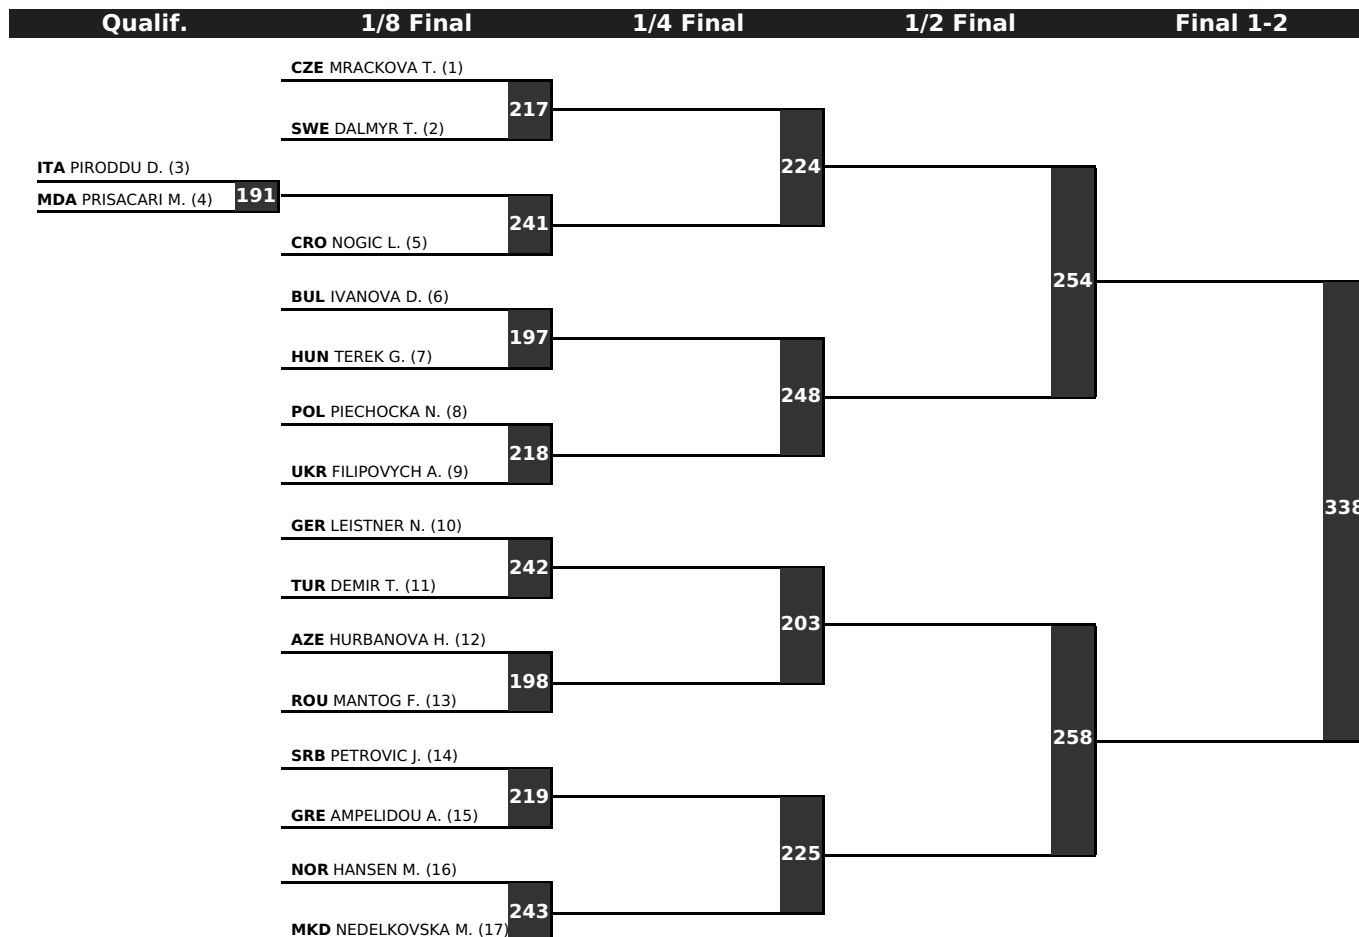 Qualif. 1/8 Final 1/4 Final 1/2 Final Final 1-2
CZE MRACKOVA T. (1)
217
SWE DALMYR T. (2)
224
ITA PIRODDU D. (3)
MDA PRISACARI M. (4) 191
241
CRO NOGIC L. (5)
254
BUL IVANOVA D. (6)
197
HUN TEREK G. (7)
248
POL PIECHOCKA N. (8)
218
UKR FILIPOVYCH A. (9)
338
GER LEISTNER N. (10)
242
TUR DEMIR T. (11)
203
AZE HURBANOVA H. (12)
198
ROU MANTOG F. (13)
258
SRB PETROVIC J. (14)
219
GRE AMPELIDOU A. (15)
225
NOR HANSEN M. (16)
243
MKD NEDELKOVSKA M. (17)